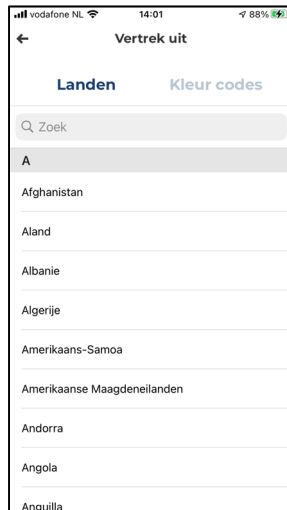 vodafone NL 14:01 88%
Vertrek uit
Landen Kleur codes
Zoek
A
Afghanistan
Aland
Albanie
Algerije
Amerikaans-Samoa
Amerikaanse Maagdeneilanden
Andorra
Angola
Anguilla